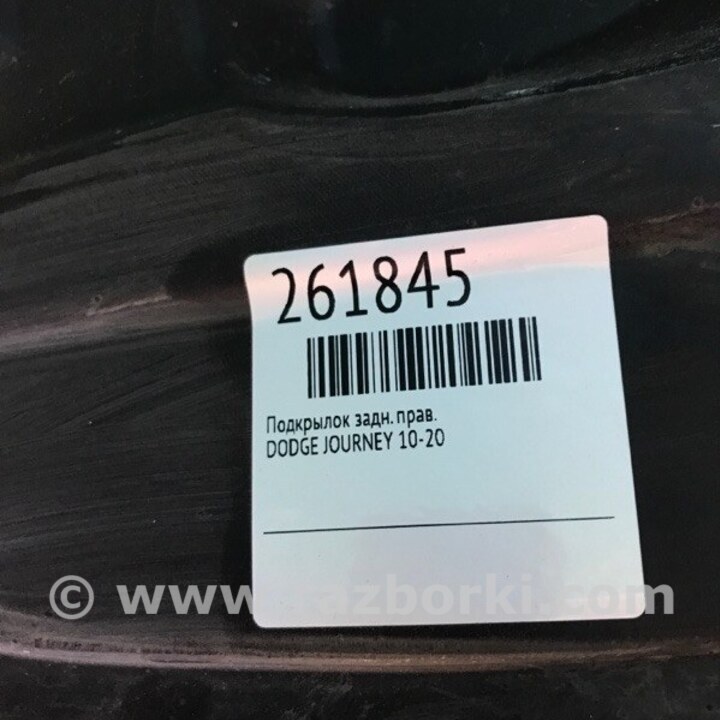 261845
Подкрылок задн. прав.
DODGE JOURNEY 10-20
© www.razborki.com